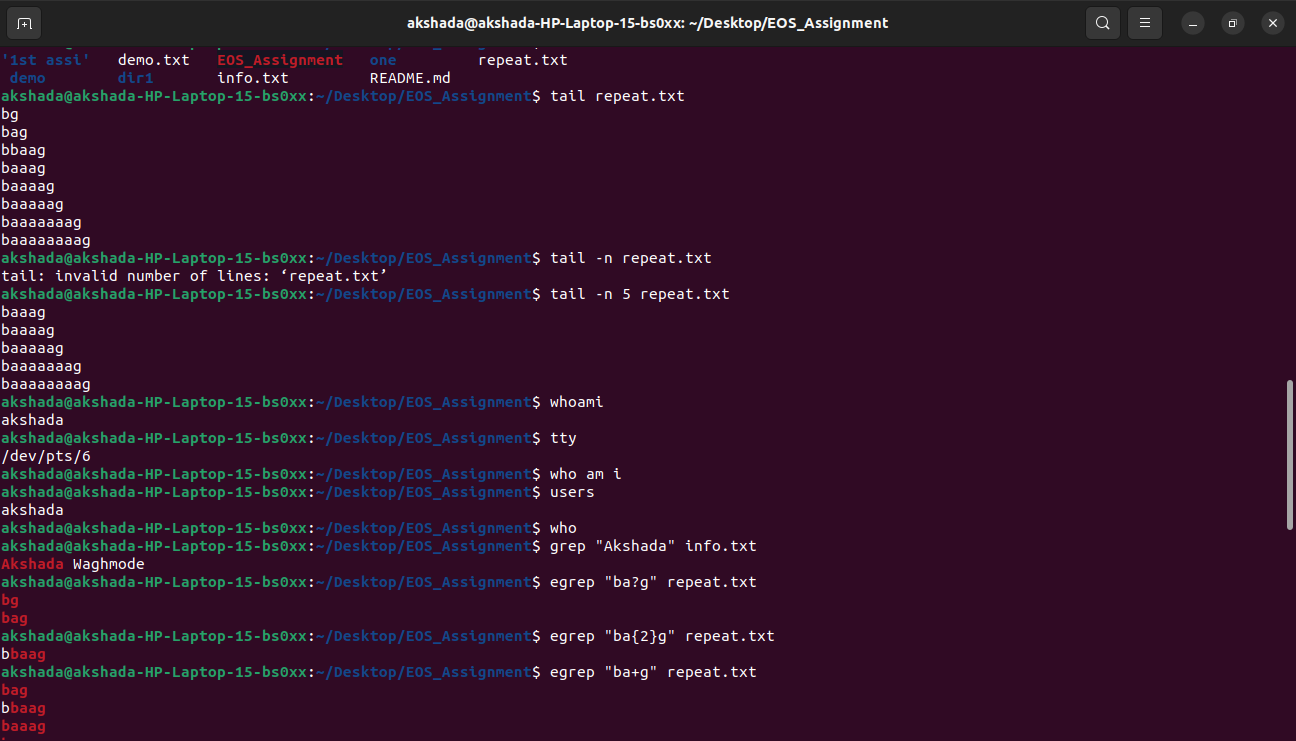 akshada@akshada-HP-Laptop-15-bs0xx: ~/Desktop/EOS_Assignment
'1st assi'   demo.txt   EOS_Assignment   one         repeat.txt
 demo        dir1       info.txt         README.md
akshada@akshada-HP-Laptop-15-bs0xx:~/Desktop/EOS_Assignment$ tail repeat.txt
bg
bag
bbaag
baaag
baaaag
baaaaag
baaaaaaag
baaaaaaaag
akshada@akshada-HP-Laptop-15-bs0xx:~/Desktop/EOS_Assignment$ tail -n repeat.txt
tail: invalid number of lines: ‘repeat.txt’
akshada@akshada-HP-Laptop-15-bs0xx:~/Desktop/EOS_Assignment$ tail -n 5 repeat.txt
baaag
baaaag
baaaaag
baaaaaaag
baaaaaaaag
akshada@akshada-HP-Laptop-15-bs0xx:~/Desktop/EOS_Assignment$ whoami
akshada
akshada@akshada-HP-Laptop-15-bs0xx:~/Desktop/EOS_Assignment$ tty
/dev/pts/6
akshada@akshada-HP-Laptop-15-bs0xx:~/Desktop/EOS_Assignment$ who am i
akshada@akshada-HP-Laptop-15-bs0xx:~/Desktop/EOS_Assignment$ users
akshada
akshada@akshada-HP-Laptop-15-bs0xx:~/Desktop/EOS_Assignment$ who
akshada@akshada-HP-Laptop-15-bs0xx:~/Desktop/EOS_Assignment$ grep "Akshada" info.txt
Akshada Waghmode
akshada@akshada-HP-Laptop-15-bs0xx:~/Desktop/EOS_Assignment$ egrep "ba?g" repeat.txt
bg
bag
akshada@akshada-HP-Laptop-15-bs0xx:~/Desktop/EOS_Assignment$ egrep "ba{2}g" repeat.txt
bbaag
akshada@akshada-HP-Laptop-15-bs0xx:~/Desktop/EOS_Assignment$ egrep "ba+g" repeat.txt
bag
bbaag
baaag